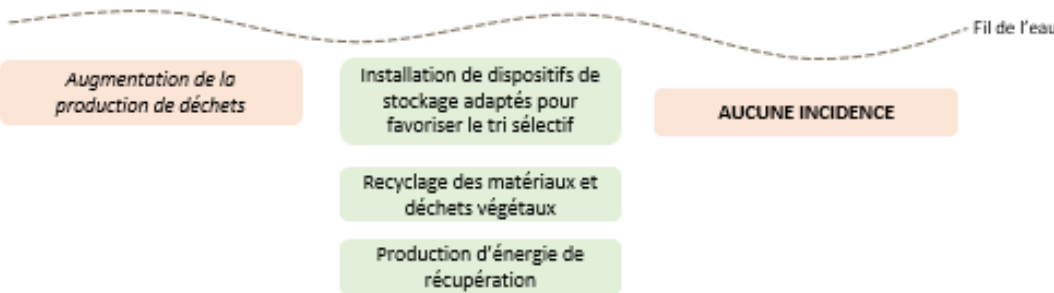 Fil de l'eau
Augmentation de la
production de déchets
Installation de dispositifs de
stockage adaptés pour
favoriser le tri sélectif
AUCUNE INCIDENCE
Recyclage des matériaux et
déchets végétaux
Production d'énergie de
récupération